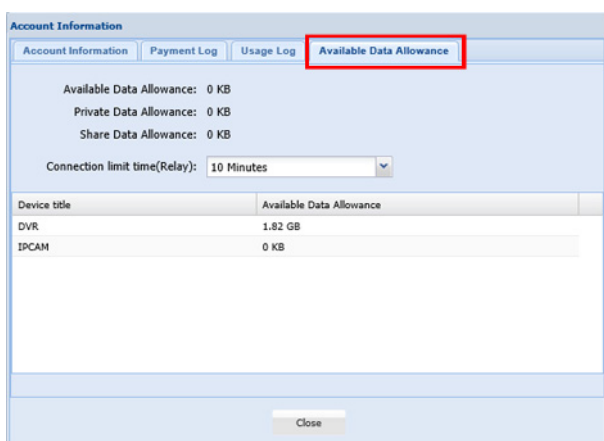 Account Information
Account Information Payment Log Usage Log Available Data Allowance
Available Data Allowance: 0 KB
Private Data Allowance: 0 KB
Share Data Allowance: 0 KB
Connection limit time(Relay): 10 Minutes
Device title Available Data Allowance
DVR 1.82 GB
IPCAM 0 KB
Close